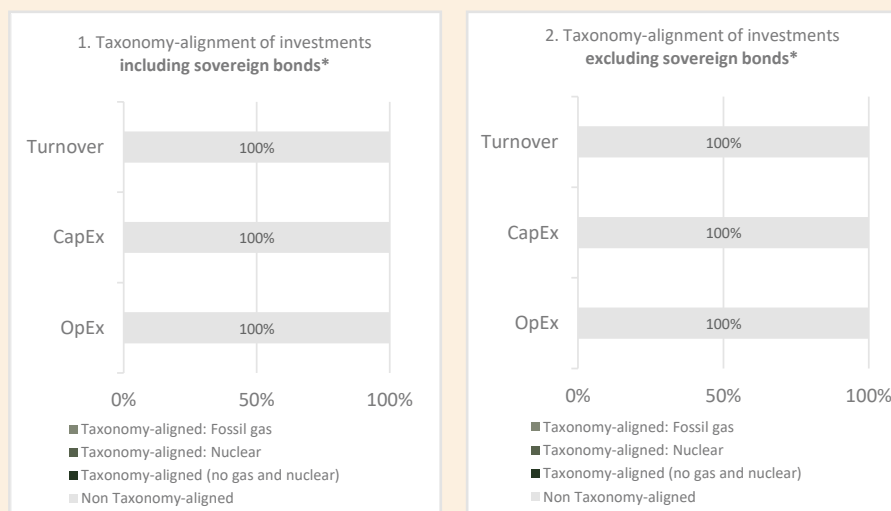 1. Taxonomy-alignment of investments
including sovereign bonds*
Turnover
100%
CapEx
100%
OpEx
100%
0%
50%
100%
Taxonomy-aligned: Fossil gas
Taxonomy-aligned: Nuclear
Taxonomy-aligned (no gas and nuclear)
Non Taxonomy-aligned
2. Taxonomy-alignment of investments
excluding sovereign bonds*
Turnover
100%
CapEx
100%
OpEx
100%
0%
50%
100%
Taxonomy-aligned: Fossil gas
Taxonomy-aligned: Nuclear
Taxonomy-aligned (no gas and nuclear)
Non Taxonomy-aligned